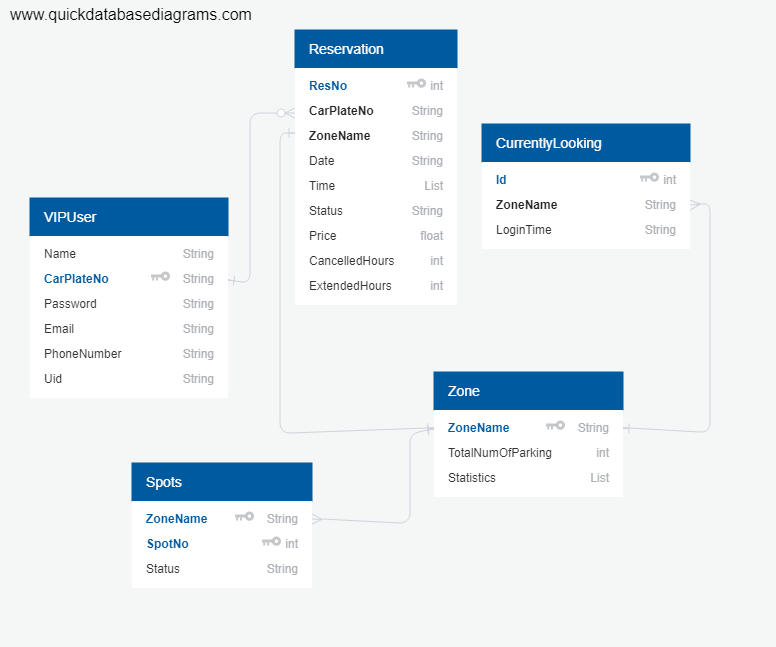 www.quickdatabasediagrams.com
Reservation
ResNo int
CarPlateNo String
ZoneName String
Date String
Time List
Status String
Price float
CancelledHours int
ExtendedHours int
CurrentlyLooking
Id int
ZoneName String
LoginTime String
VIPUser
Name String
CarPlateNo String
Password String
Email String
PhoneNumber String
Uid String
Zone
ZoneName String
TotalNumOfParking int
Statistics List
Spots
ZoneName String
SpotNo int
Status String